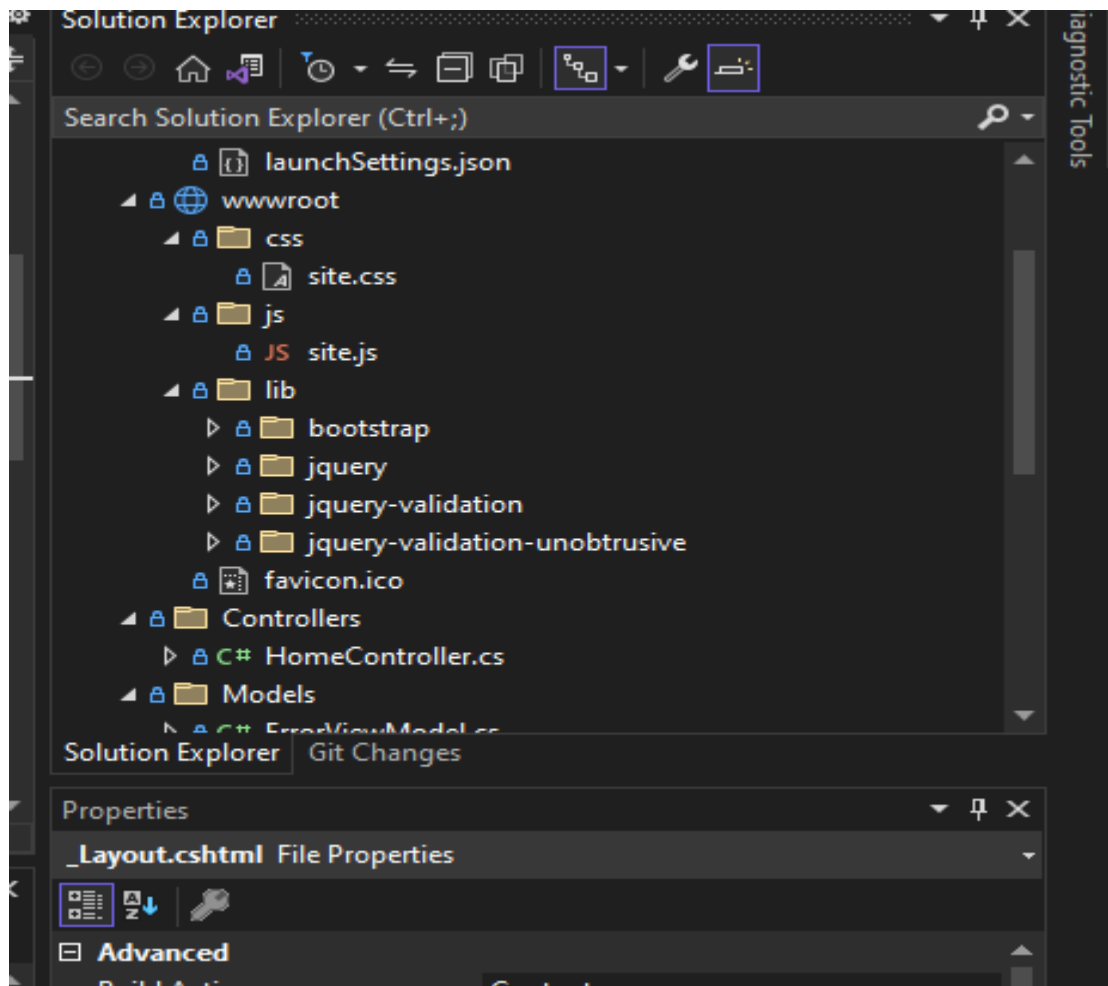 Solution Explorer
Search Solution Explorer (Ctrl+;)
launchSettings.json
wwwroot
css
site.css
js
JS site.js
lib
bootstrap
jquery
jquery-validation
jquery-validation-unobtrusive
favicon.ico
Controllers
C# HomeController.cs
Models
C# ErrorViewModel.cs
Solution Explorer Git Changes
Properties
_Layout.cshtml File Properties
Advanced
iagnostic Tools